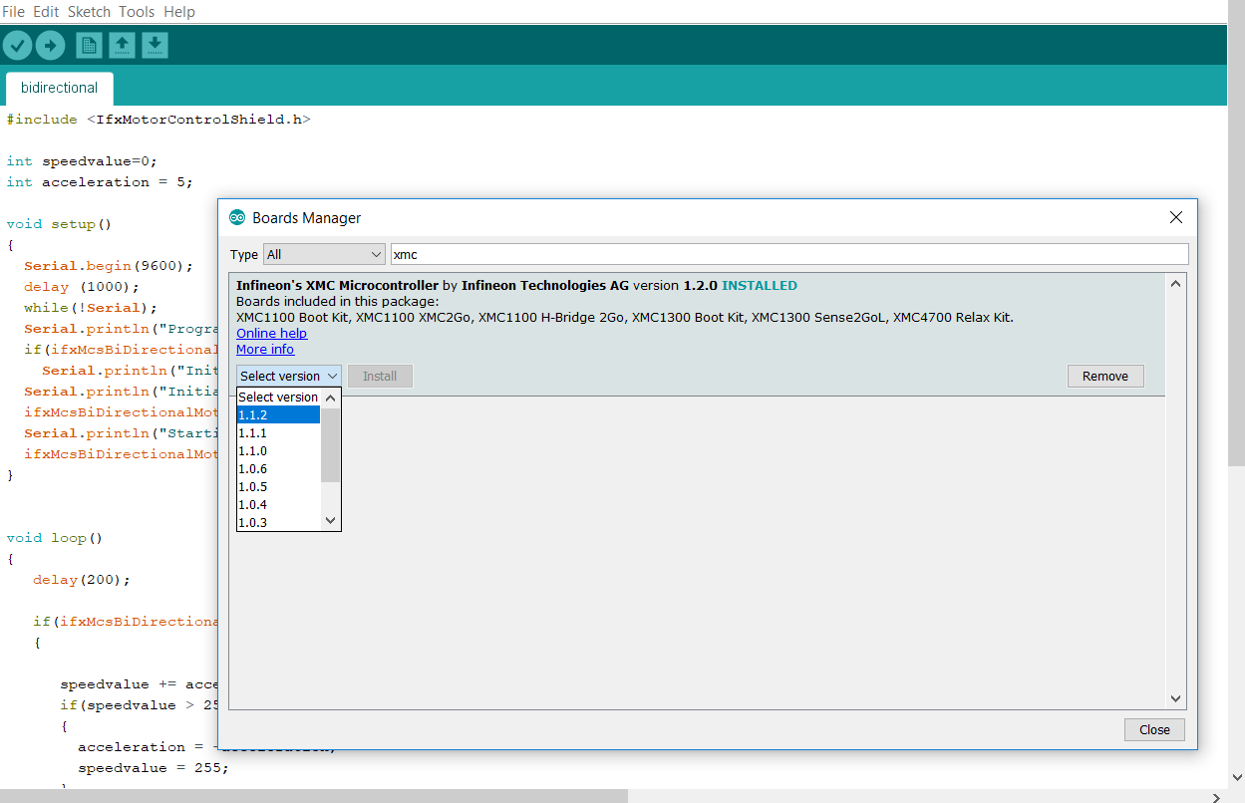 File Edit Sketch Tools Help
bidirectional
#include <IfxMotorControlShield.h>
int speedvalue=0;
int acceleration = 5;
void setup()
{
Serial.begin(9600);
delay (1000);
while(!Serial);
Serial.println("Progra
if(ifxMcsBiDirectional
Serial.println("Init
Serial.println("Initia
ifxMcsBiDirectionalMot
Serial.println("Starti
ifxMcsBiDirectionalMot
}
void loop()
{
delay(200);
if(ifxMcsBiDirectiona
{
speedvalue += acce
if(speedvalue > 25
{
acceleration = -acceleration;
speedvalue = 255;
Boards Manager
Type All xmc
Infineon's XMC Microcontroller by Infineon Technologies AG version 1.2.0 INSTALLED
Boards included in this package:
XMC1100 Boot Kit, XMC1100 XMC2Go, XMC1100 H-Bridge 2Go, XMC1300 Boot Kit, XMC1300 Sense2GoL, XMC4700 Relax Kit.
Online help
More info
Select version Install Remove
Select version
1.1.2
1.1.1
1.1.0
1.0.6
1.0.5
1.0.4
1.0.3
Close